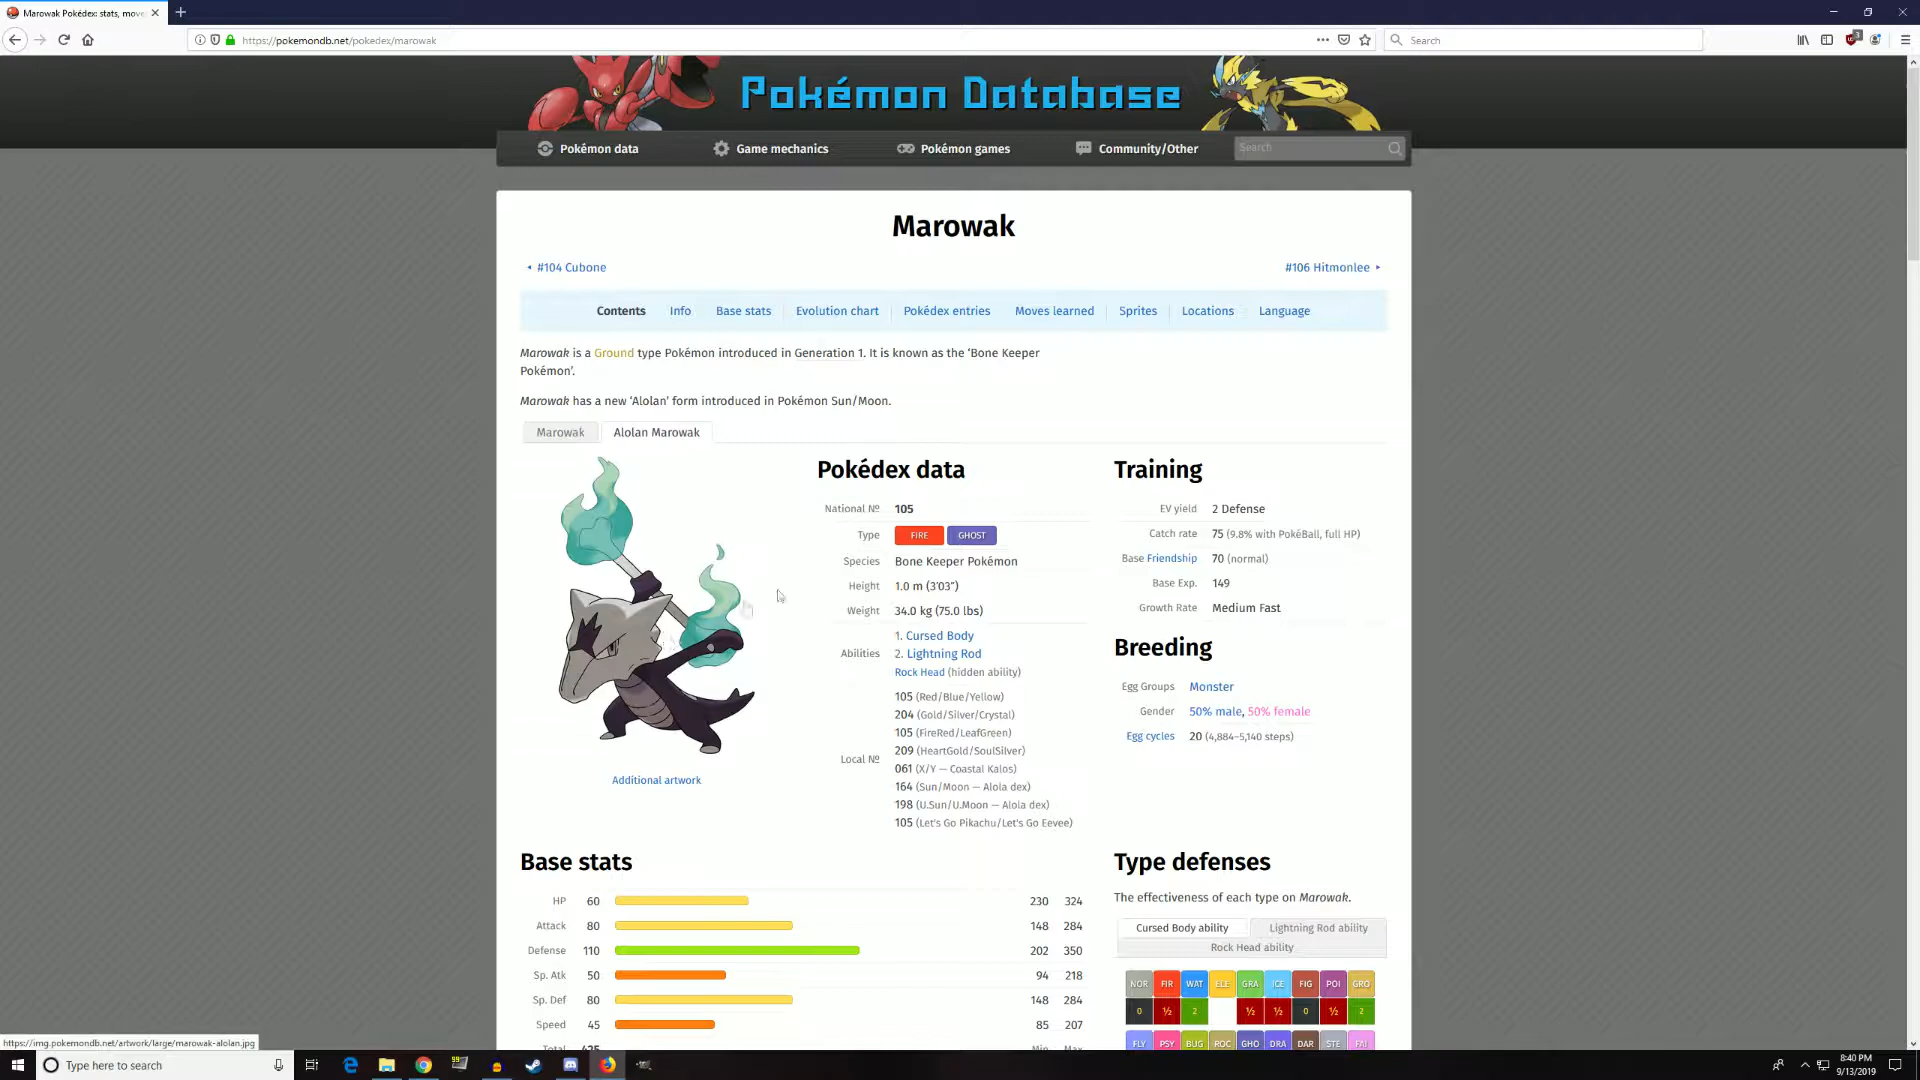 Marowak Pokédex: stats, move
https://pokemondb.net/pokedex/marowak
Search
Pokémon Database
Pokémon data
Game mechanics
Pokémon games
Community/Other
Search
Marowak
#104 Cubone
#106 Hitmonlee
Contents Info Base stats Evolution chart Pokédex entries Moves learned Sprites Locations Language
Marowak is a Ground type Pokémon introduced in Generation 1. It is known as the ‘Bone Keeper
Pokémon’.
Marowak has a new ‘Alolan’ form introduced in Pokémon Sun/Moon.
Marowak
Alolan Marowak
Additional artwork
Pokédex data
National № 105
Type FIRE GHOST
Species Bone Keeper Pokémon
Height 1.0 m (3′03″)
Weight 34.0 kg (75.0 lbs)
Abilities
1. Cursed Body
2. Lightning Rod
Rock Head (hidden ability)
Local №
105 (Red/Blue/Yellow)
204 (Gold/Silver/Crystal)
105 (FireRed/LeafGreen)
209 (HeartGold/SoulSilver)
061 (X/Y — Coastal Kalos)
164 (Sun/Moon — Alola dex)
198 (U.Sun/U.Moon — Alola dex)
105 (Let's Go Pikachu/Let's Go Eevee)
Training
EV yield 2 Defense
Catch rate 75 (9.8% with PokéBall, full HP)
Base Friendship 70 (normal)
Base Exp. 149
Growth Rate Medium Fast
Breeding
Egg Groups Monster
Gender 50% male, 50% female
Egg cycles 20 (4,884–5,140 steps)
Base stats
HP 60 230 324
Attack 80 148 284
Defense 110 202 350
Sp. Atk 50 94 218
Sp. Def 80 148 284
Speed 45 85 207
Total 425 Min Max
Type defenses
The effectiveness of each type on Marowak.
Cursed Body ability
Lightning Rod ability
Rock Head ability
NOR FIR WAT ELE GRA ICE FIG POI GRO
0 ½ 2 ½ ½ 0 ½ 2
FLY PSY BUG ROC GHO DRA DAR STE FAI
https://img.pokemondb.net/artwork/large/marowak-alolan.jpg
Type here to search
8:40 PM
9/13/2019